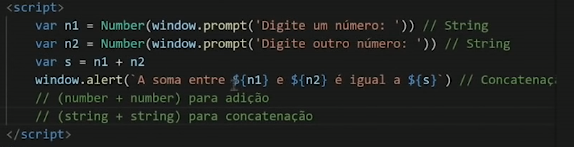 <script>
var n1 = Number(window.prompt('Digite um número: ')) // String
var n2 = Number(window.prompt('Digite outro número: ')) // String
var s = n1 + n2
window.alert(`A soma entre ${n1} e ${n2} é igual a ${s}`) // Concatenaç
// (number + number) para adição
// (string + string) para concatenação
</script>